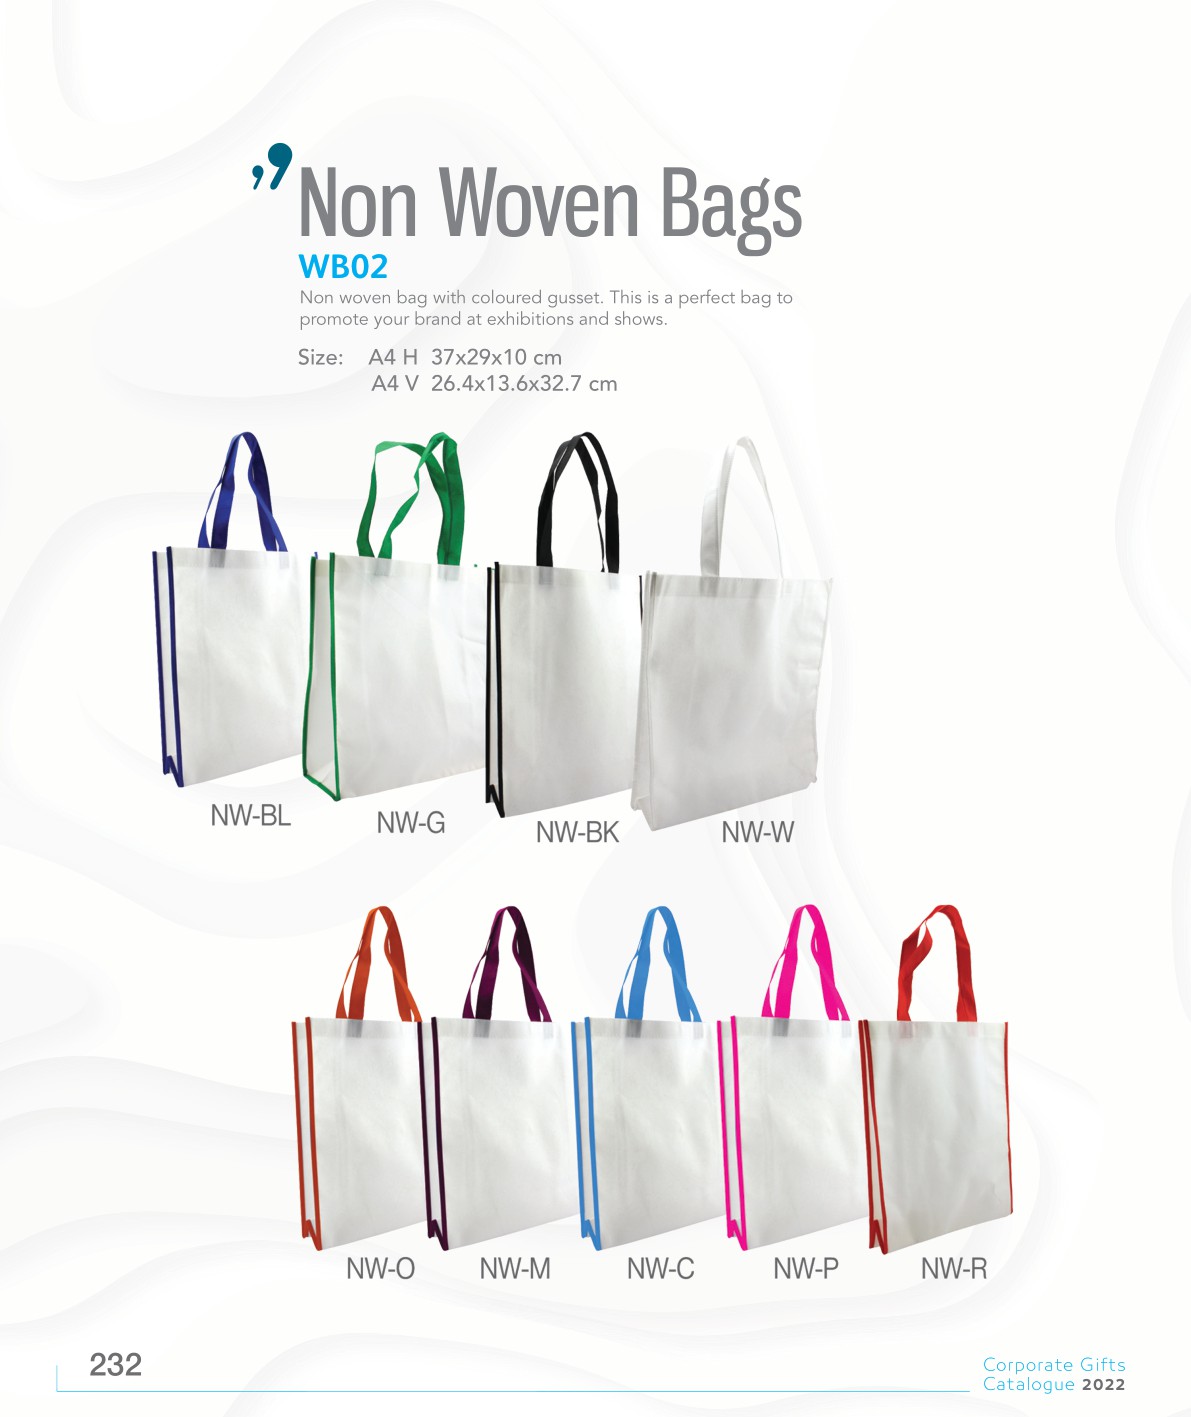 Non Woven Bags
WB02
Non woven bag with coloured gusset. This is a perfect bag to
promote your brand at exhibitions and shows.
Size: A4 H 37x29x10 cm
A4 V 26.4x13.6x32.7 cm
NW-BL
NW-G
NW-BK
NW-W
NW-O
NW-M
NW-C
NW-P
NW-R
232
Corporate Gifts
Catalogue 2022